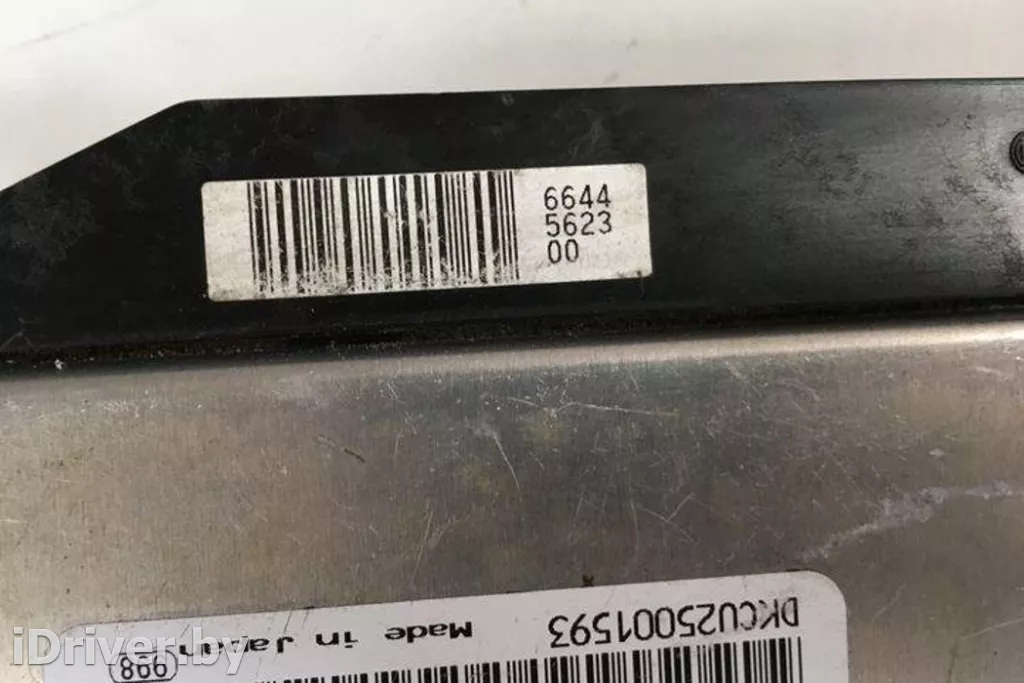 6644
5623
00
DKCU25001593
Made in Japan
998
iDriver.by